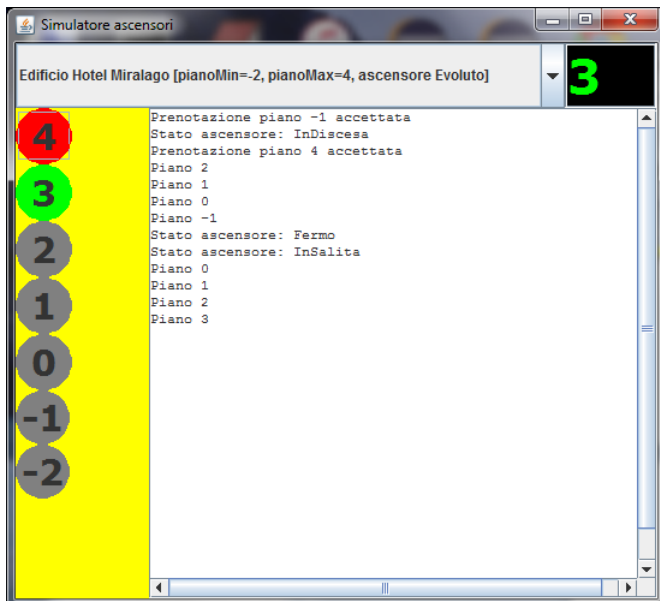 Simulatore ascensori
Edificio Hotel Miralago [pianoMin=-2, pianoMax=4, ascensore Evoluto]
3
4
3
2
1
0
-1
-2
Prenotazione piano -1 accettata
Stato ascensore: InDiscesa
Prenotazione piano 4 accettata
Piano 2
Piano 1
Piano 0
Piano -1
Stato ascensore: Fermo
Stato ascensore: InSalita
Piano 0
Piano 1
Piano 2
Piano 3